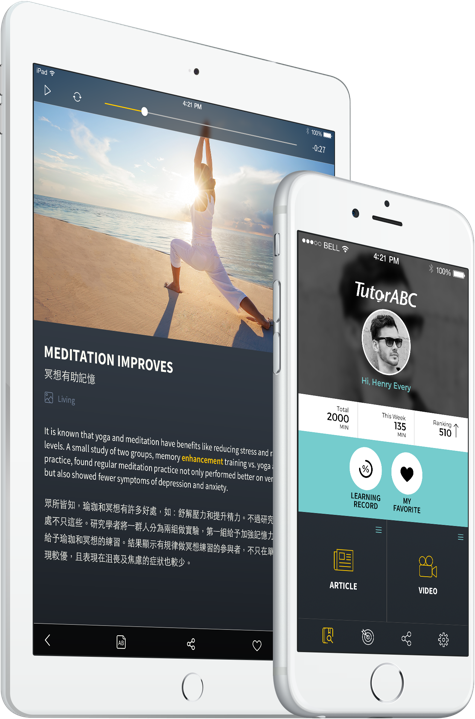 iPad
4:21 PM
100%
-0:27
MEDITATION IMPROVES
冥想有助記憶
Living
It is known that yoga and meditation have benefits like reducing stress and
levels. A small study of two groups, memory enhancement training vs. yoga
practice, found regular meditation practice not only performed better on
but also showed fewer symptoms of depression and anxiety.
眾所皆知，瑜珈和冥想有許多好處，如：舒解壓力和提升精力。不過研究
處不只這些。研究學者將一群人分為兩組做實驗，第一組給予加強記憶
給予瑜珈和冥想的練習。結果顯示有規律做冥想練習的參與者，不只在
現較優，且表現在沮喪及焦慮的症狀也較少。
BELL
4:21 PM
100%
TutorABC
Hi, Henry Every
Total
2000
MIN
This Week
135
MIN
Ranking
510
%
LEARNING
RECORD
MY
FAVORITE
ARTICLE
VIDEO